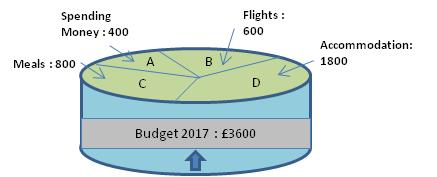 Spending
Money : 400
Flights :
600
Accommodation:
1800
Meals : 800
A
B
C
D
Budget 2017 : £3600